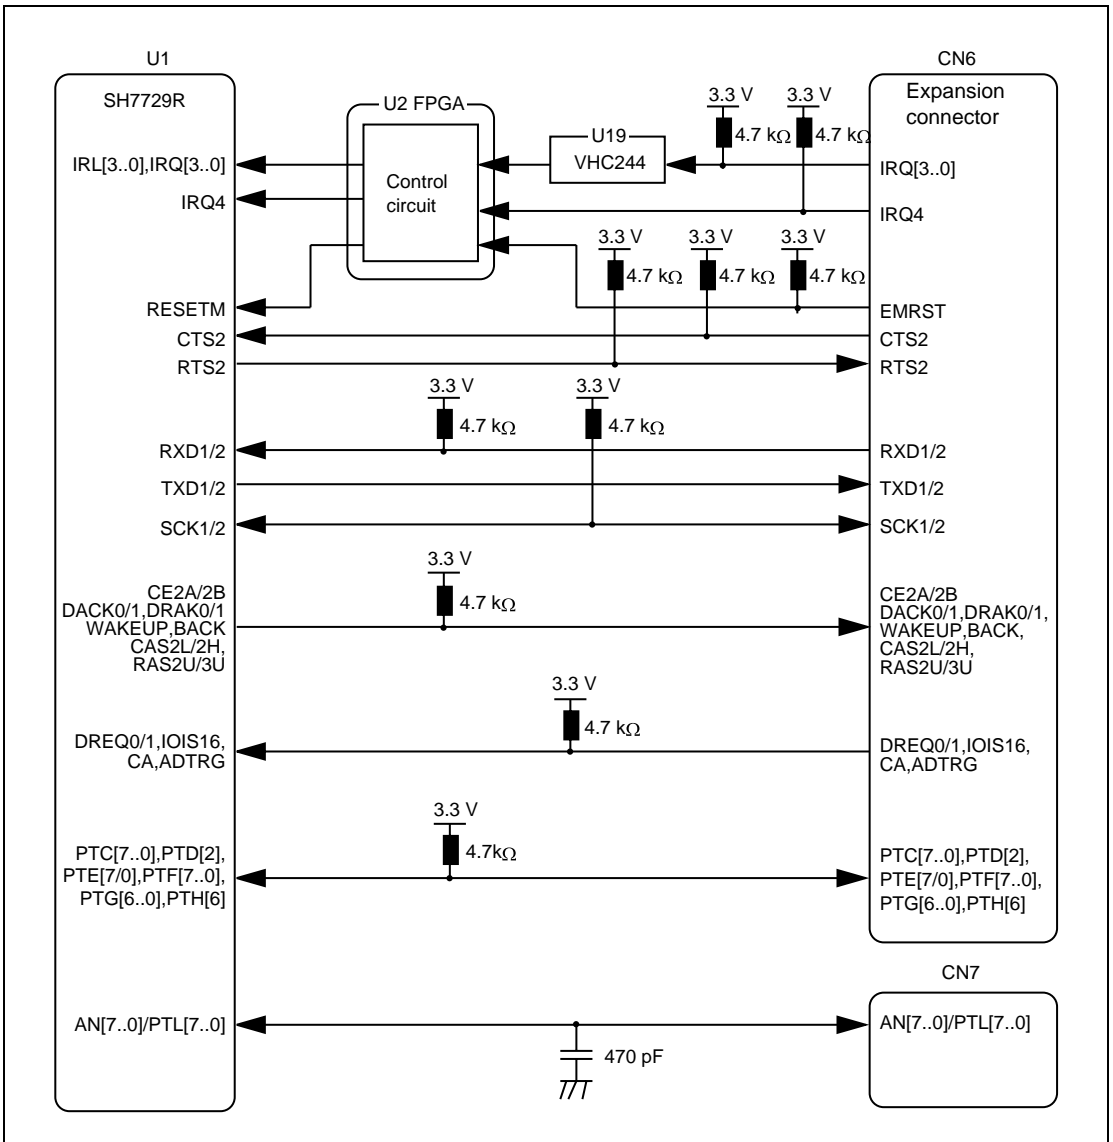 U1
CN6
SH7729R
U2 FPGA
3.3 V
3.3 V
Expansion
connector
U19
VHC244
4.7 kΩ
4.7 kΩ
IRL[3..0],IRQ[3..0]
Control
circuit
IRQ[3..0]
IRQ4
IRQ4
3.3 V
3.3 V
3.3 V
4.7 kΩ
4.7 kΩ
4.7 kΩ
RESETM
EMRST
CTS2
CTS2
RTS2
RTS2
3.3 V
3.3 V
4.7 kΩ
4.7 kΩ
RXD1/2
RXD1/2
TXD1/2
TXD1/2
SCK1/2
SCK1/2
3.3 V
4.7 kΩ
CE2A/2B
DACK0/1,DRAK0/1
WAKEUP,BACK
CAS2L/2H,
RAS2U/3U
CE2A/2B
DACK0/1,DRAK0/1,
WAKEUP,BACK,
CAS2L/2H,
RAS2U/3U
3.3 V
4.7 kΩ
DREQ0/1,IOIS16,
CA,ADTRG
DREQ0/1,IOIS16,
CA,ADTRG
3.3 V
4.7kΩ
PTC[7..0],PTD[2],
PTE[7/0],PTF[7..0],
PTG[6..0],PTH[6]
PTC[7..0],PTD[2],
PTE[7/0],PTF[7..0],
PTG[6..0],PTH[6]
CN7
AN[7..0]/PTL[7..0]
AN[7..0]/PTL[7..0]
470 pF